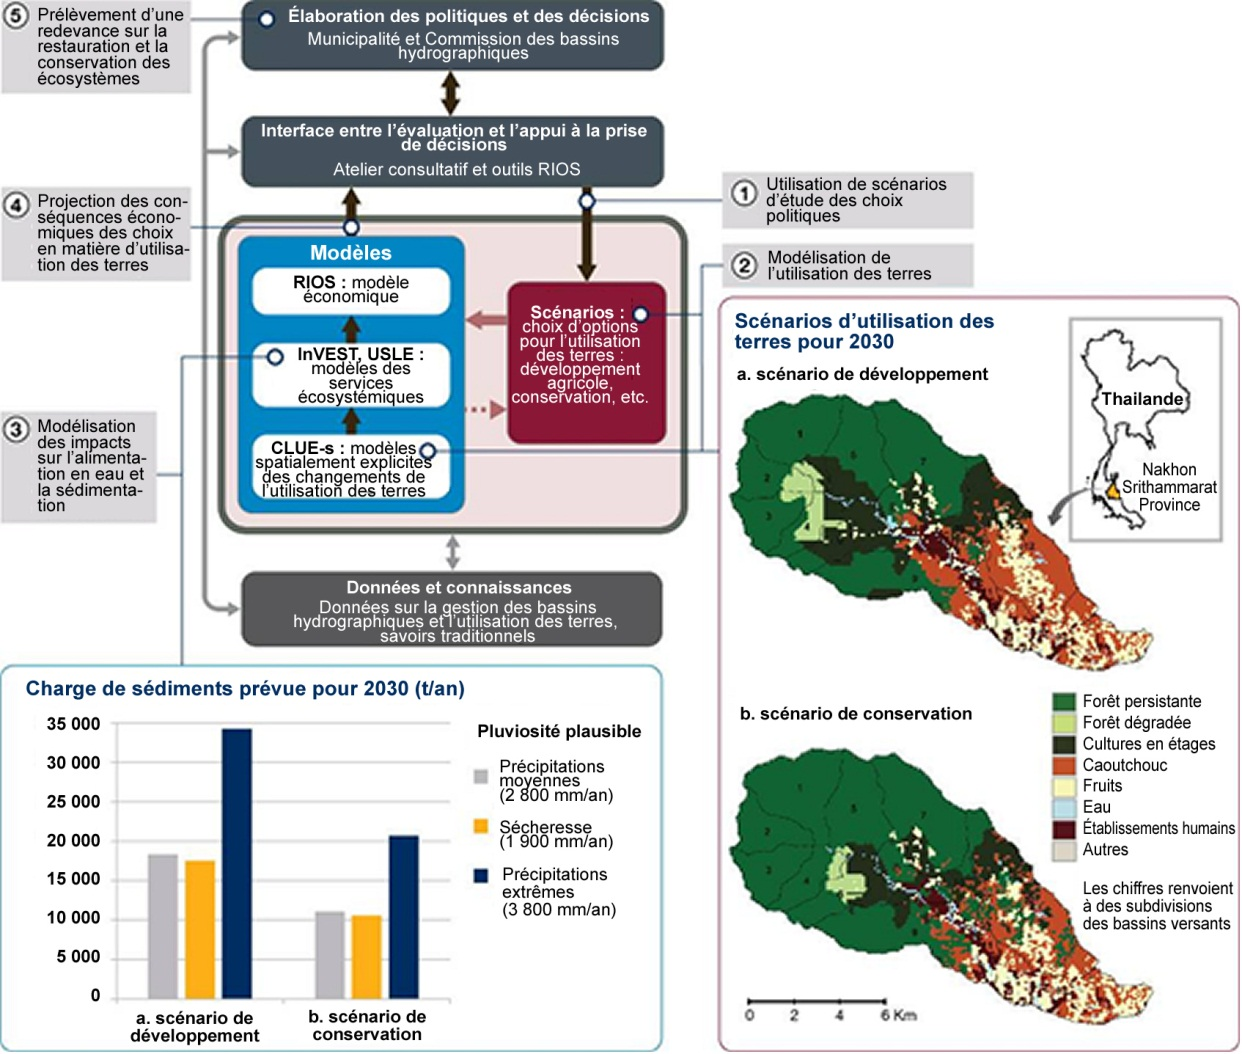 5
Prélèvement d’une
redevance sur la
restauration et la
conservation des
écosystèmes
Élaboration des politiques et des décisions
Municipalité et Commission des bassins
hydrographiques
Interface entre l’évaluation et l’appui à la prise
de décisions
Atelier consultatif et outils RIOS
4
Projection des con-
séquences écono-
miques des choix
en matière d’utilisa-
tion des terres
1
Utilisation de scénarios
d’étude des choix
politiques
2
Modélisation de
l’utilisation des terres
Modèles
RIOS : modèle
économique
InVEST, USLE :
modèles des
services
écosystémiques
CLUE-s : modèles
spatialement explicites
des changements de
l’utilisation des terres
Scénarios :
choix d’options
pour l’utilisation
des terres :
développement
agricole,
conservation, etc.
3
Modélisation
des impacts
sur l’alimenta-
tion en eau et
la sédimenta-
tion
Données et connaissances
Données sur la gestion des bassins
hydrographiques et l’utilisation des terres,
savoirs traditionnels
Scénarios d’utilisation des
terres pour 2030
a. scénario de développement
Thailande
Nakhon
Srithammarat
Province
b. scénario de conservation
Forêt persistante
Forêt dégradée
Cultures en étages
Caoutchouc
Fruits
Eau
Établissements humains
Autres
Les chiffres renvoient
à des subdivisions
des bassins versants
0 2 4 6 Km
Charge de sédiments prévue pour 2030 (t/an)
35 000
30 000
25 000
20 000
15 000
10 000
5 000
0
a. scénario de
développement
b. scénario de
conservation
Pluviosité plausible
Précipitations
moyennes
(2 800 mm/an)
Sécheresse
(1 900 mm/an)
Précipitations
extrêmes
(3 800 mm/an)